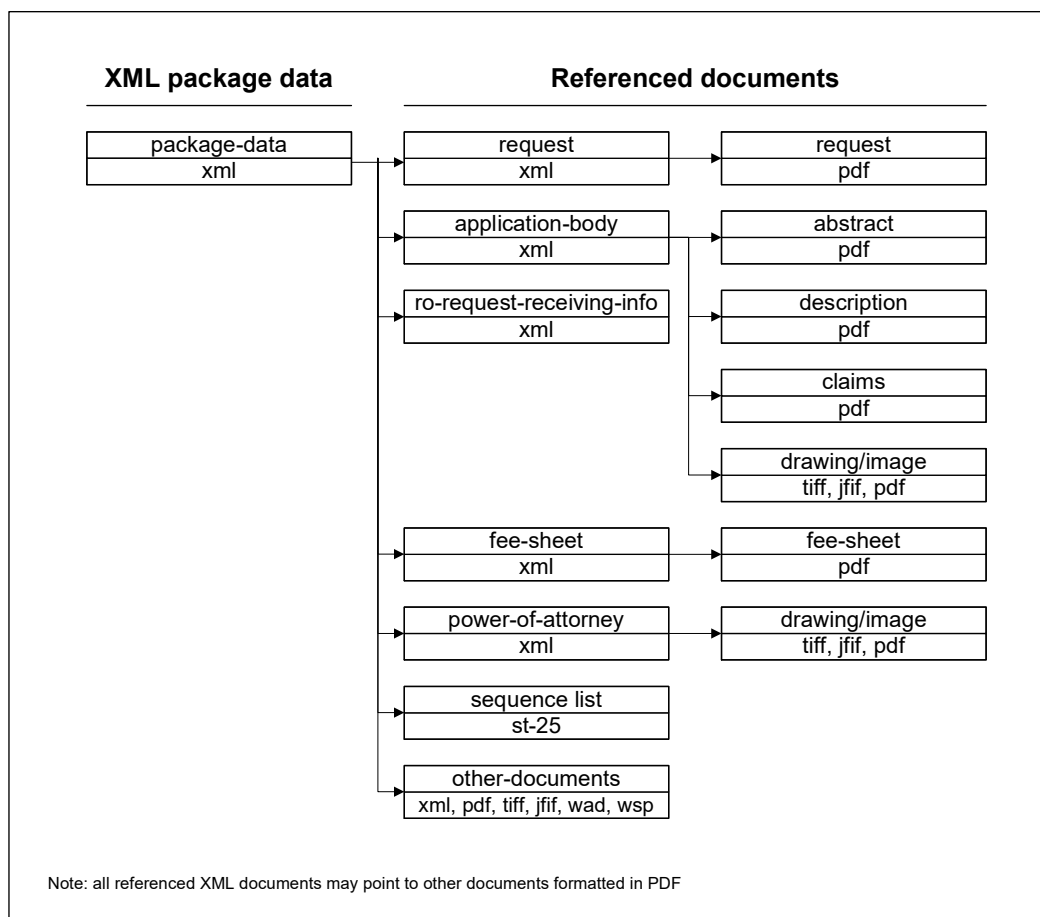 XML package data
Referenced documents
package-data
xml
request
xml
request
pdf
application-body
xml
abstract
pdf
ro-request-receiving-info
xml
description
pdf
claims
pdf
drawing/image
tiff, jfif, pdf
fee-sheet
xml
fee-sheet
pdf
power-of-attorney
xml
drawing/image
tiff, jfif, pdf
sequence list
st-25
other-documents
xml, pdf, tiff, jfif, wad, wsp
Note: all referenced XML documents may point to other documents formatted in PDF